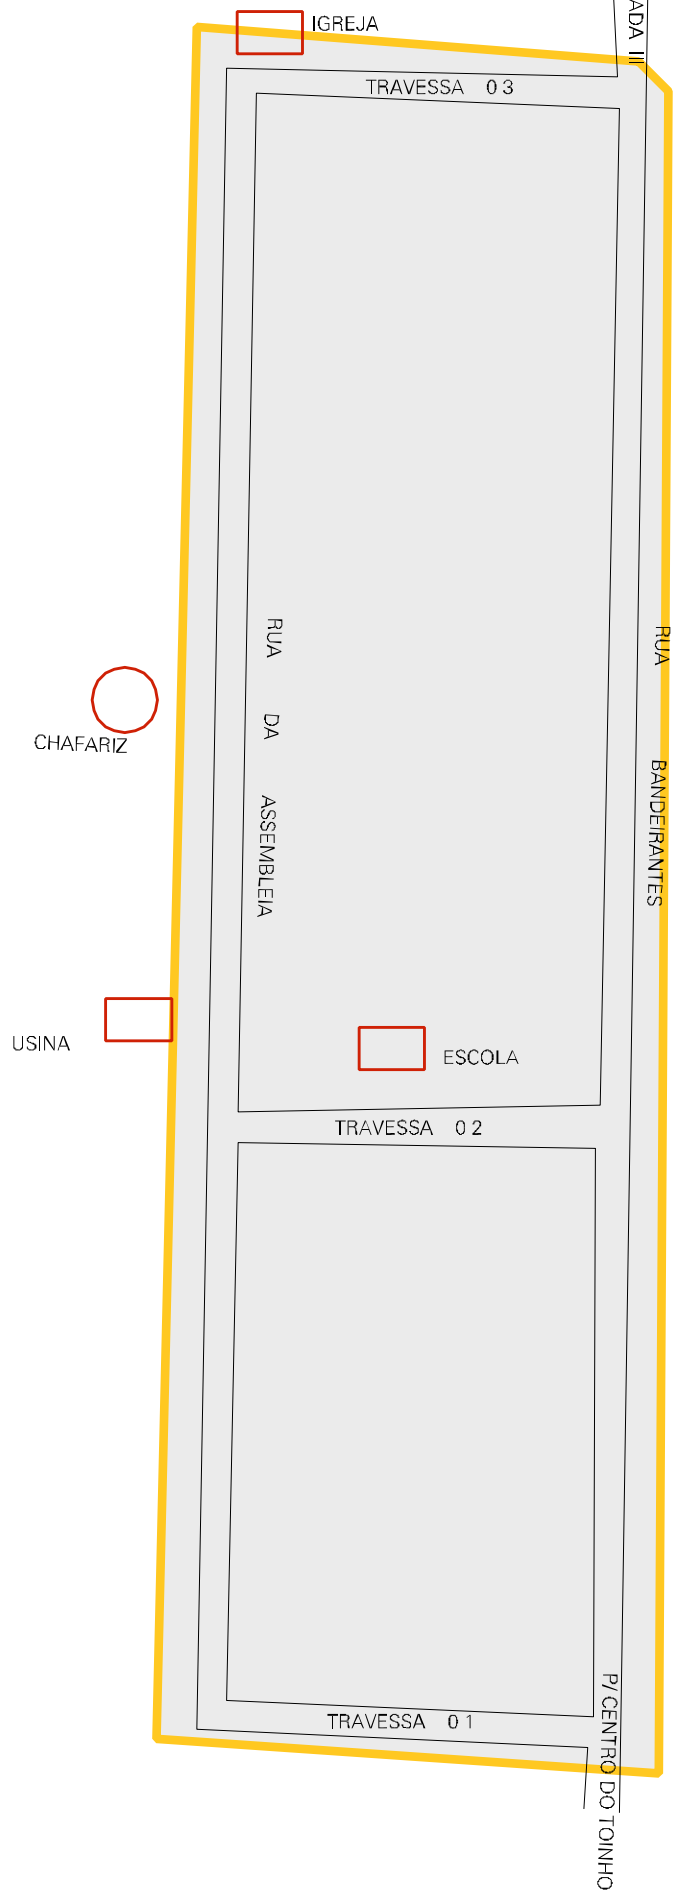 IGREJA
ADA III
TRAVESSA 03
RUA DA ASSEMBLEIA
RUA BANDEIRANTES
CHAFARIZ
USINA
ESCOLA
TRAVESSA 02
TRAVESSA 01
P/ CENTRO DO TOINHO